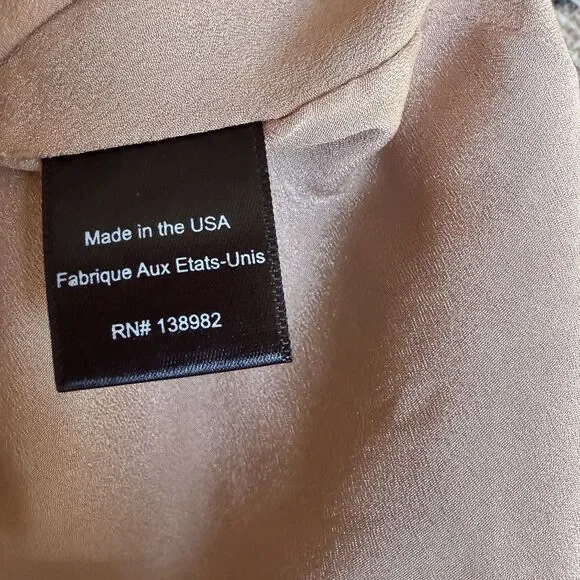 Made in the USA
Fabrique Aux Etats-Unis
RN# 138982